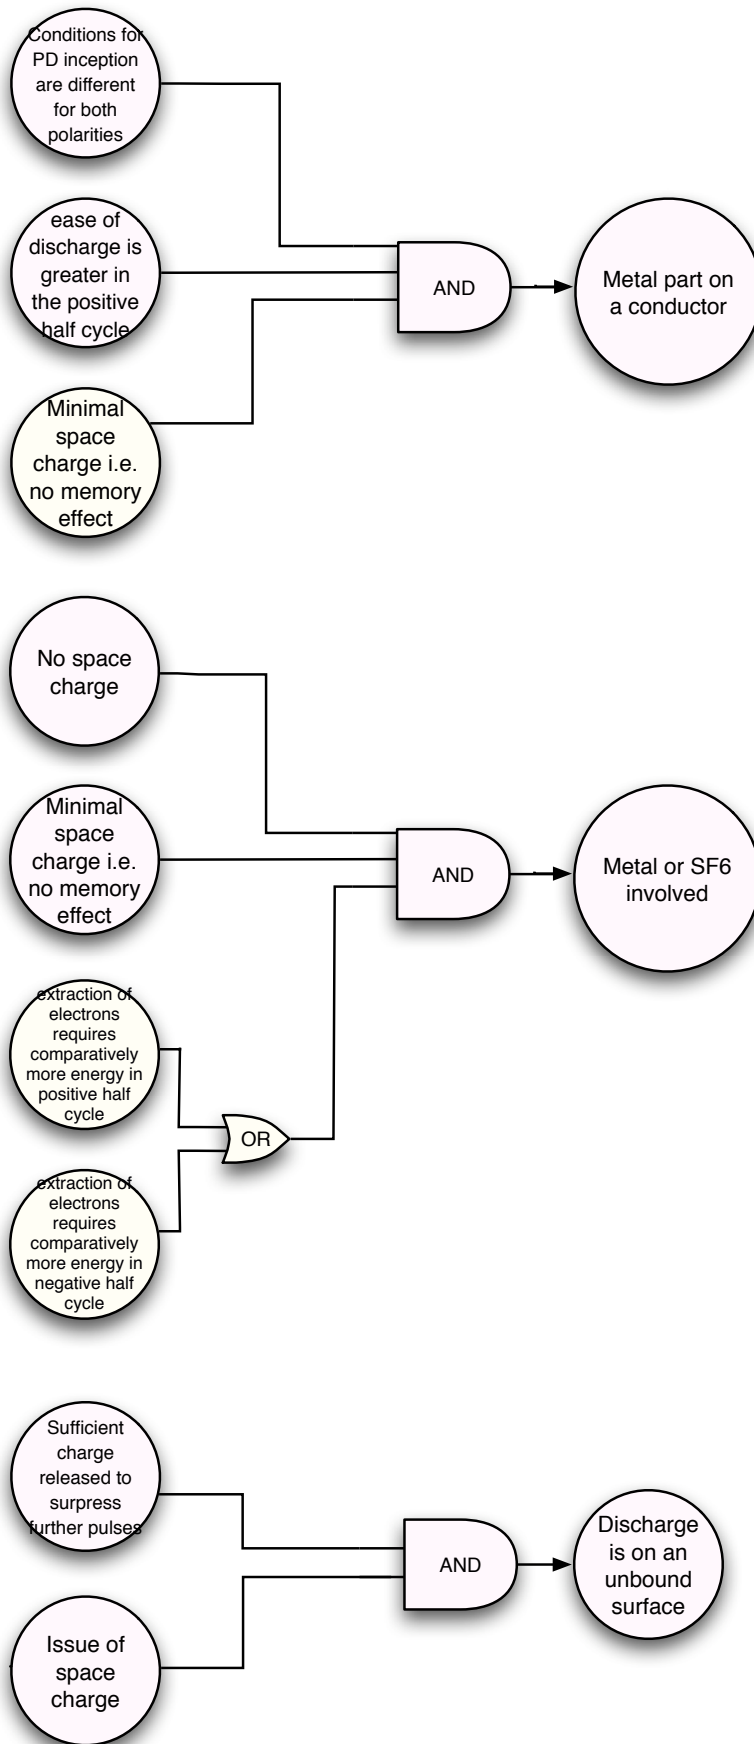 Conditions for
PD inception
are different
for both
polarities
ease of
discharge is
greater in
the positive
half cycle
AND
Metal part on
a conductor
Minimal
space
charge i.e.
no memory
effect
No space
charge
Minimal
space
charge i.e.
no memory
effect
AND
Metal or SF6
involved
extraction of
electrons
requires
comparatively
more energy in
positive half
cycle
OR
extraction of
electrons
requires
comparatively
more energy in
negative half
cycle
Sufficient
charge
released to
surpress
further pulses
AND
Discharge
is on an
unbound
surface
Issue of
space
charge